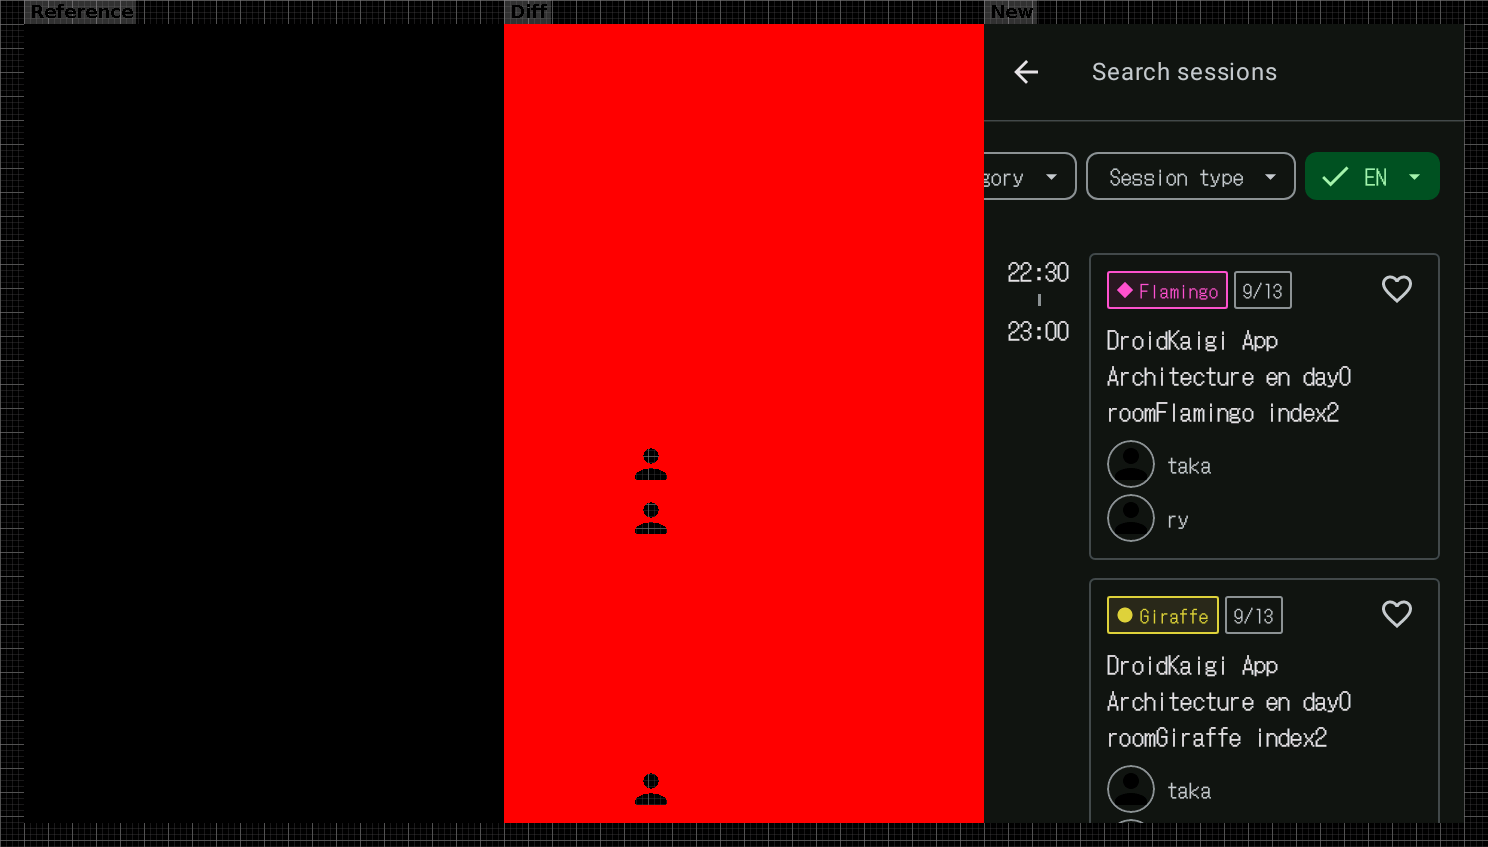 Reference
Diff
New
Search sessions
gory
Session type
EN
22:30
23:00
Flamingo
9/13
DroidKaigi App
Architecture en day0
roomFlamingo index2
taka
ry
Giraffe
9/13
DroidKaigi App
Architecture en day0
roomGiraffe index2
taka